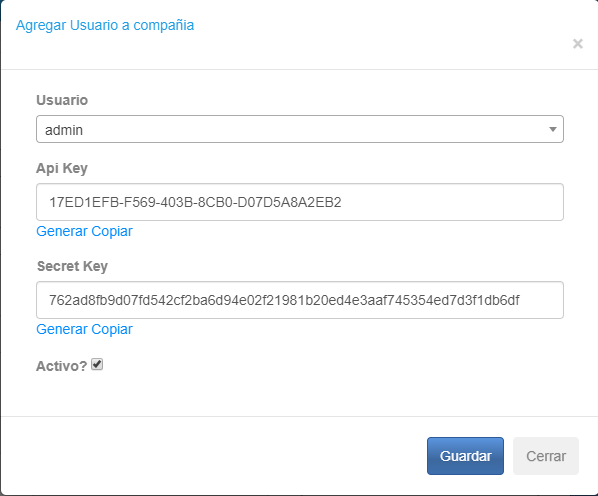 Agregar Usuario a compañia
×
Usuario
admin
Api Key
17ED1EFB-F569-403B-8CB0-D07D5A8A2EB2
Generar Copiar
Secret Key
762ad8fb9d07fd542cf2ba6d94e02f21981b20ed4e3aaf745354ed7d3f1db6df
Generar Copiar
Activo?
Guardar Cerrar